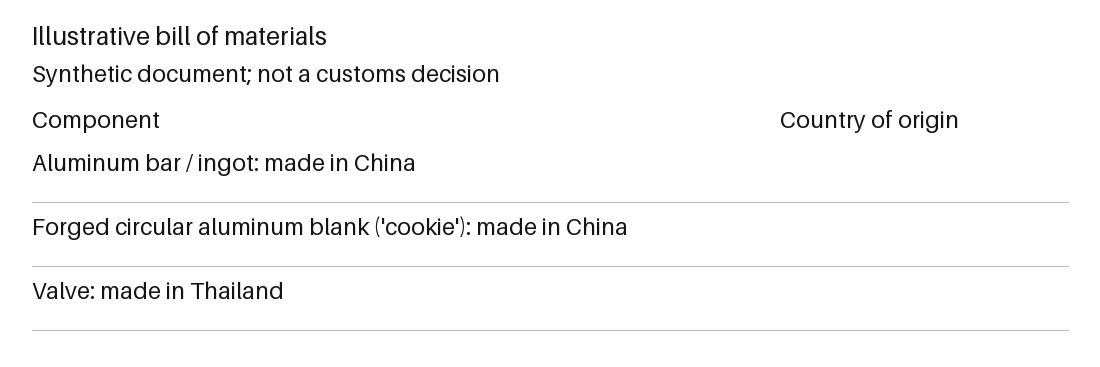 Illustrative bill of materials
Synthetic document; not a customs decision
Component Country of origin
Aluminum bar / ingot: made in China
Forged circular aluminum blank ('cookie'): made in China
Valve: made in Thailand